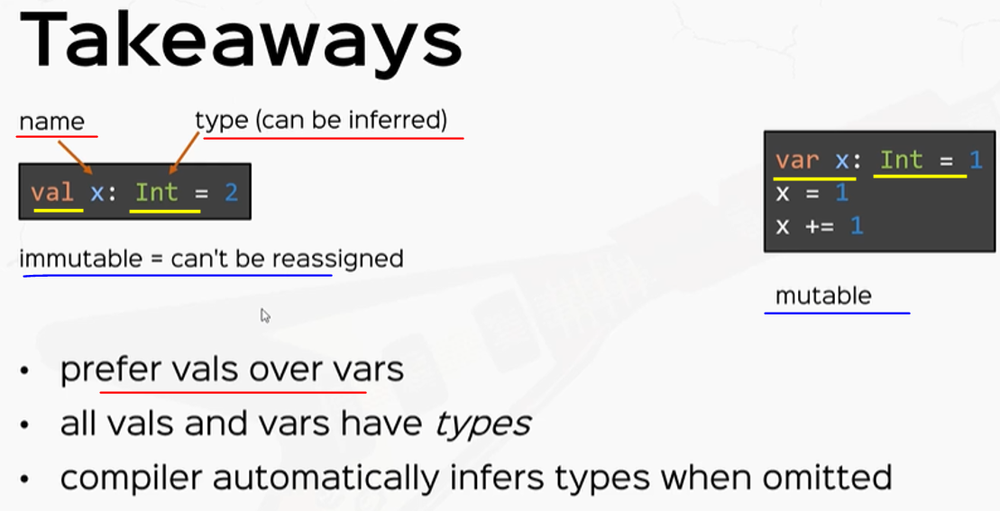 Takeaways
name
type (can be inferred)
val x: Int = 2
immutable = can't be reassigned
var x: Int = 1
x = 1
x += 1
mutable
• prefer vals over vars
• all vals and vars have types
• compiler automatically infers types when omitted